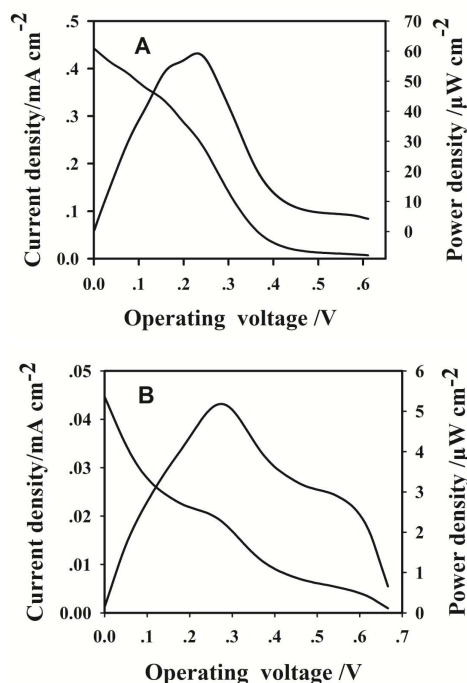 A
Current density/mA cm-2
Power density /µW cm-2
.5
.4
.3
.2
.1
0.0
70
60
50
40
30
20
10
0
0.0 .1 .2 .3 .4 .5 .6
Operating voltage /V
B
Current density/mA cm-2
Power density /µW cm-2
.05
.04
.03
.02
.01
0.00
6
5
4
3
2
1
0
0.0 .1 .2 .3 .4 .5 .6 .7
Operating voltage /V